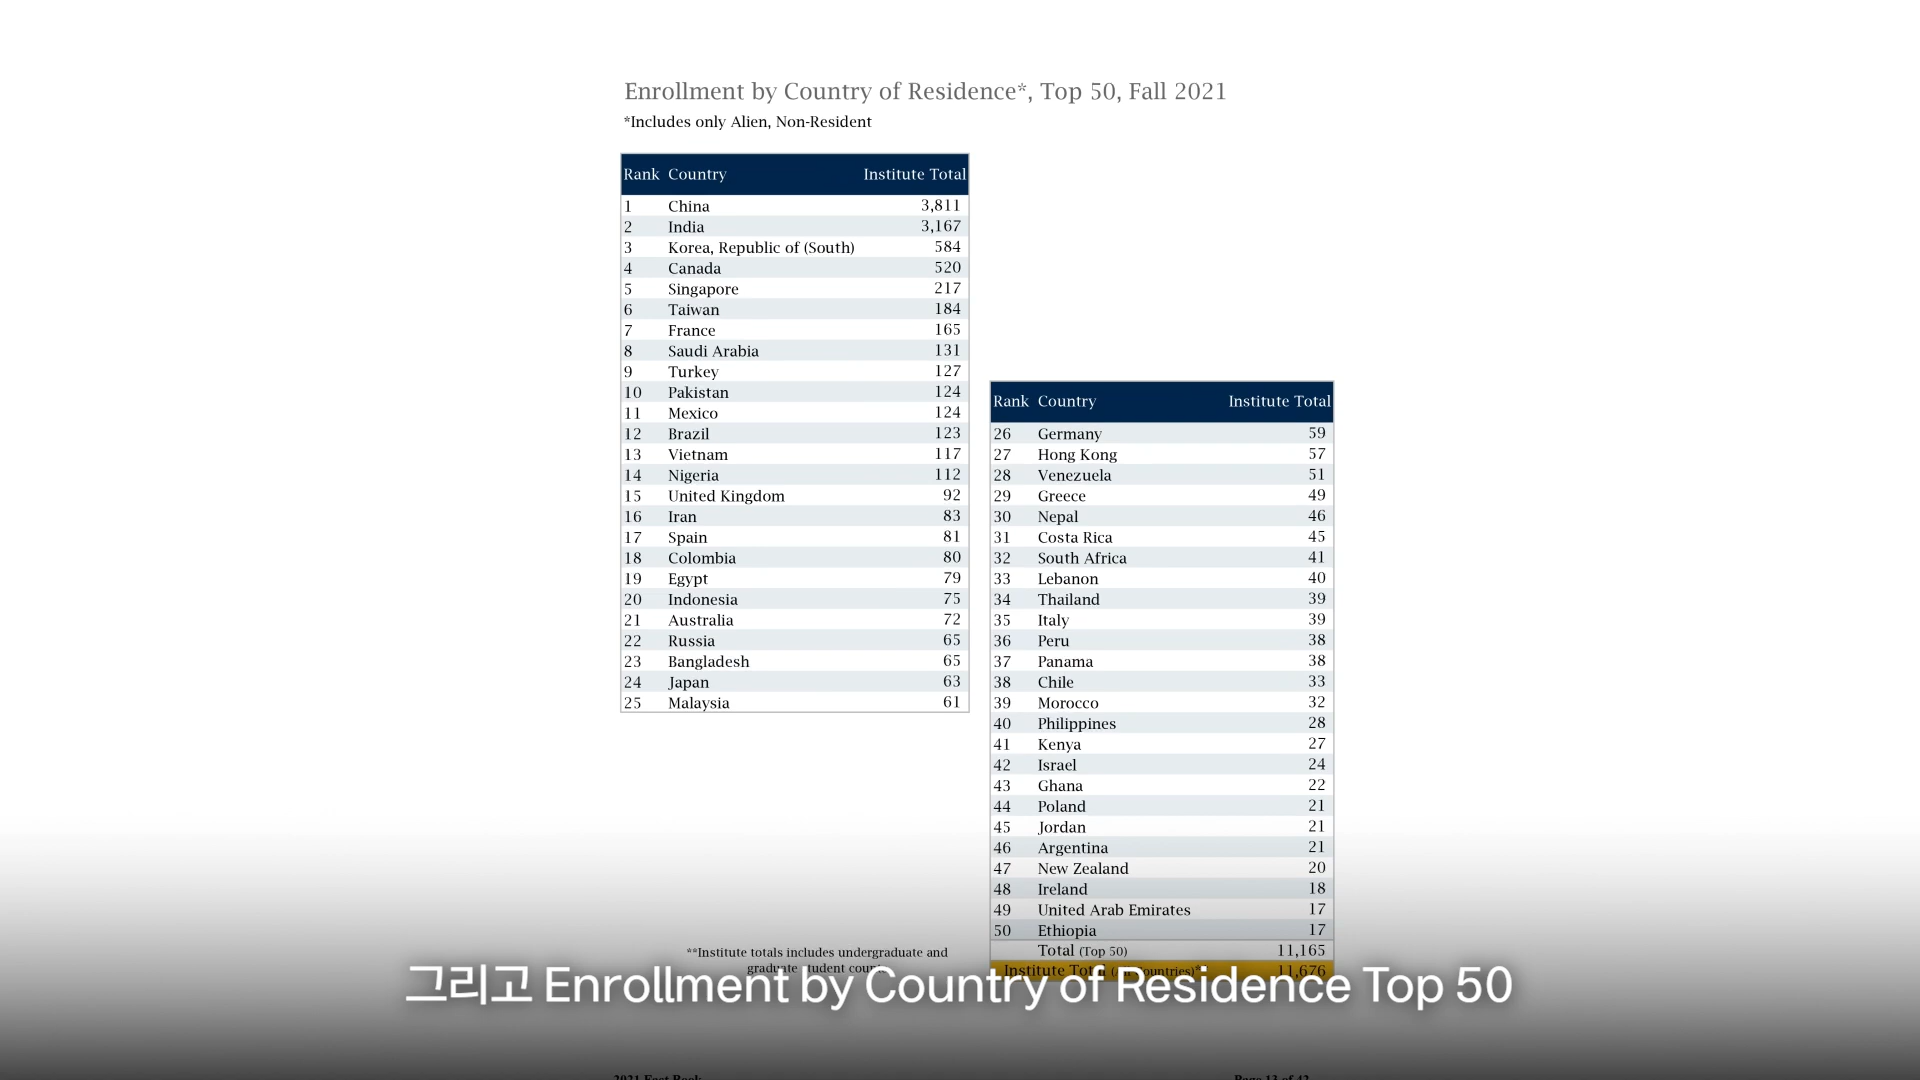 Enrollment by Country of Residence*, Top 50, Fall 2021
*Includes only Alien, Non-Resident
Rank Country Institute Total
1 China 3,811
2 India 3,167
3 Korea, Republic of (South) 584
4 Canada 520
5 Singapore 217
6 Taiwan 184
7 France 165
8 Saudi Arabia 131
9 Turkey 127
10 Pakistan 124
11 Mexico 124
12 Brazil 123
13 Vietnam 117
14 Nigeria 112
15 United Kingdom 92
16 Iran 83
17 Spain 81
18 Colombia 80
19 Egypt 79
20 Indonesia 75
21 Australia 72
22 Russia 65
23 Bangladesh 65
24 Japan 63
25 Malaysia 61
Rank Country Institute Total
26 Germany 59
27 Hong Kong 57
28 Venezuela 51
29 Greece 49
30 Nepal 46
31 Costa Rica 45
32 South Africa 41
33 Lebanon 40
34 Thailand 39
35 Italy 39
36 Peru 38
37 Panama 38
38 Chile 33
39 Morocco 32
40 Philippines 28
41 Kenya 27
42 Israel 24
43 Ghana 22
44 Poland 21
45 Jordan 21
46 Argentina 21
47 New Zealand 20
48 Ireland 18
49 United Arab Emirates 17
50 Ethiopia 17
Total (Top 50) 11,165
Institute Total (All Countries)** 11,676
**Institute totals includes undergraduate and
graduate student
그리고 Enrollment by Country of Residence Top 50